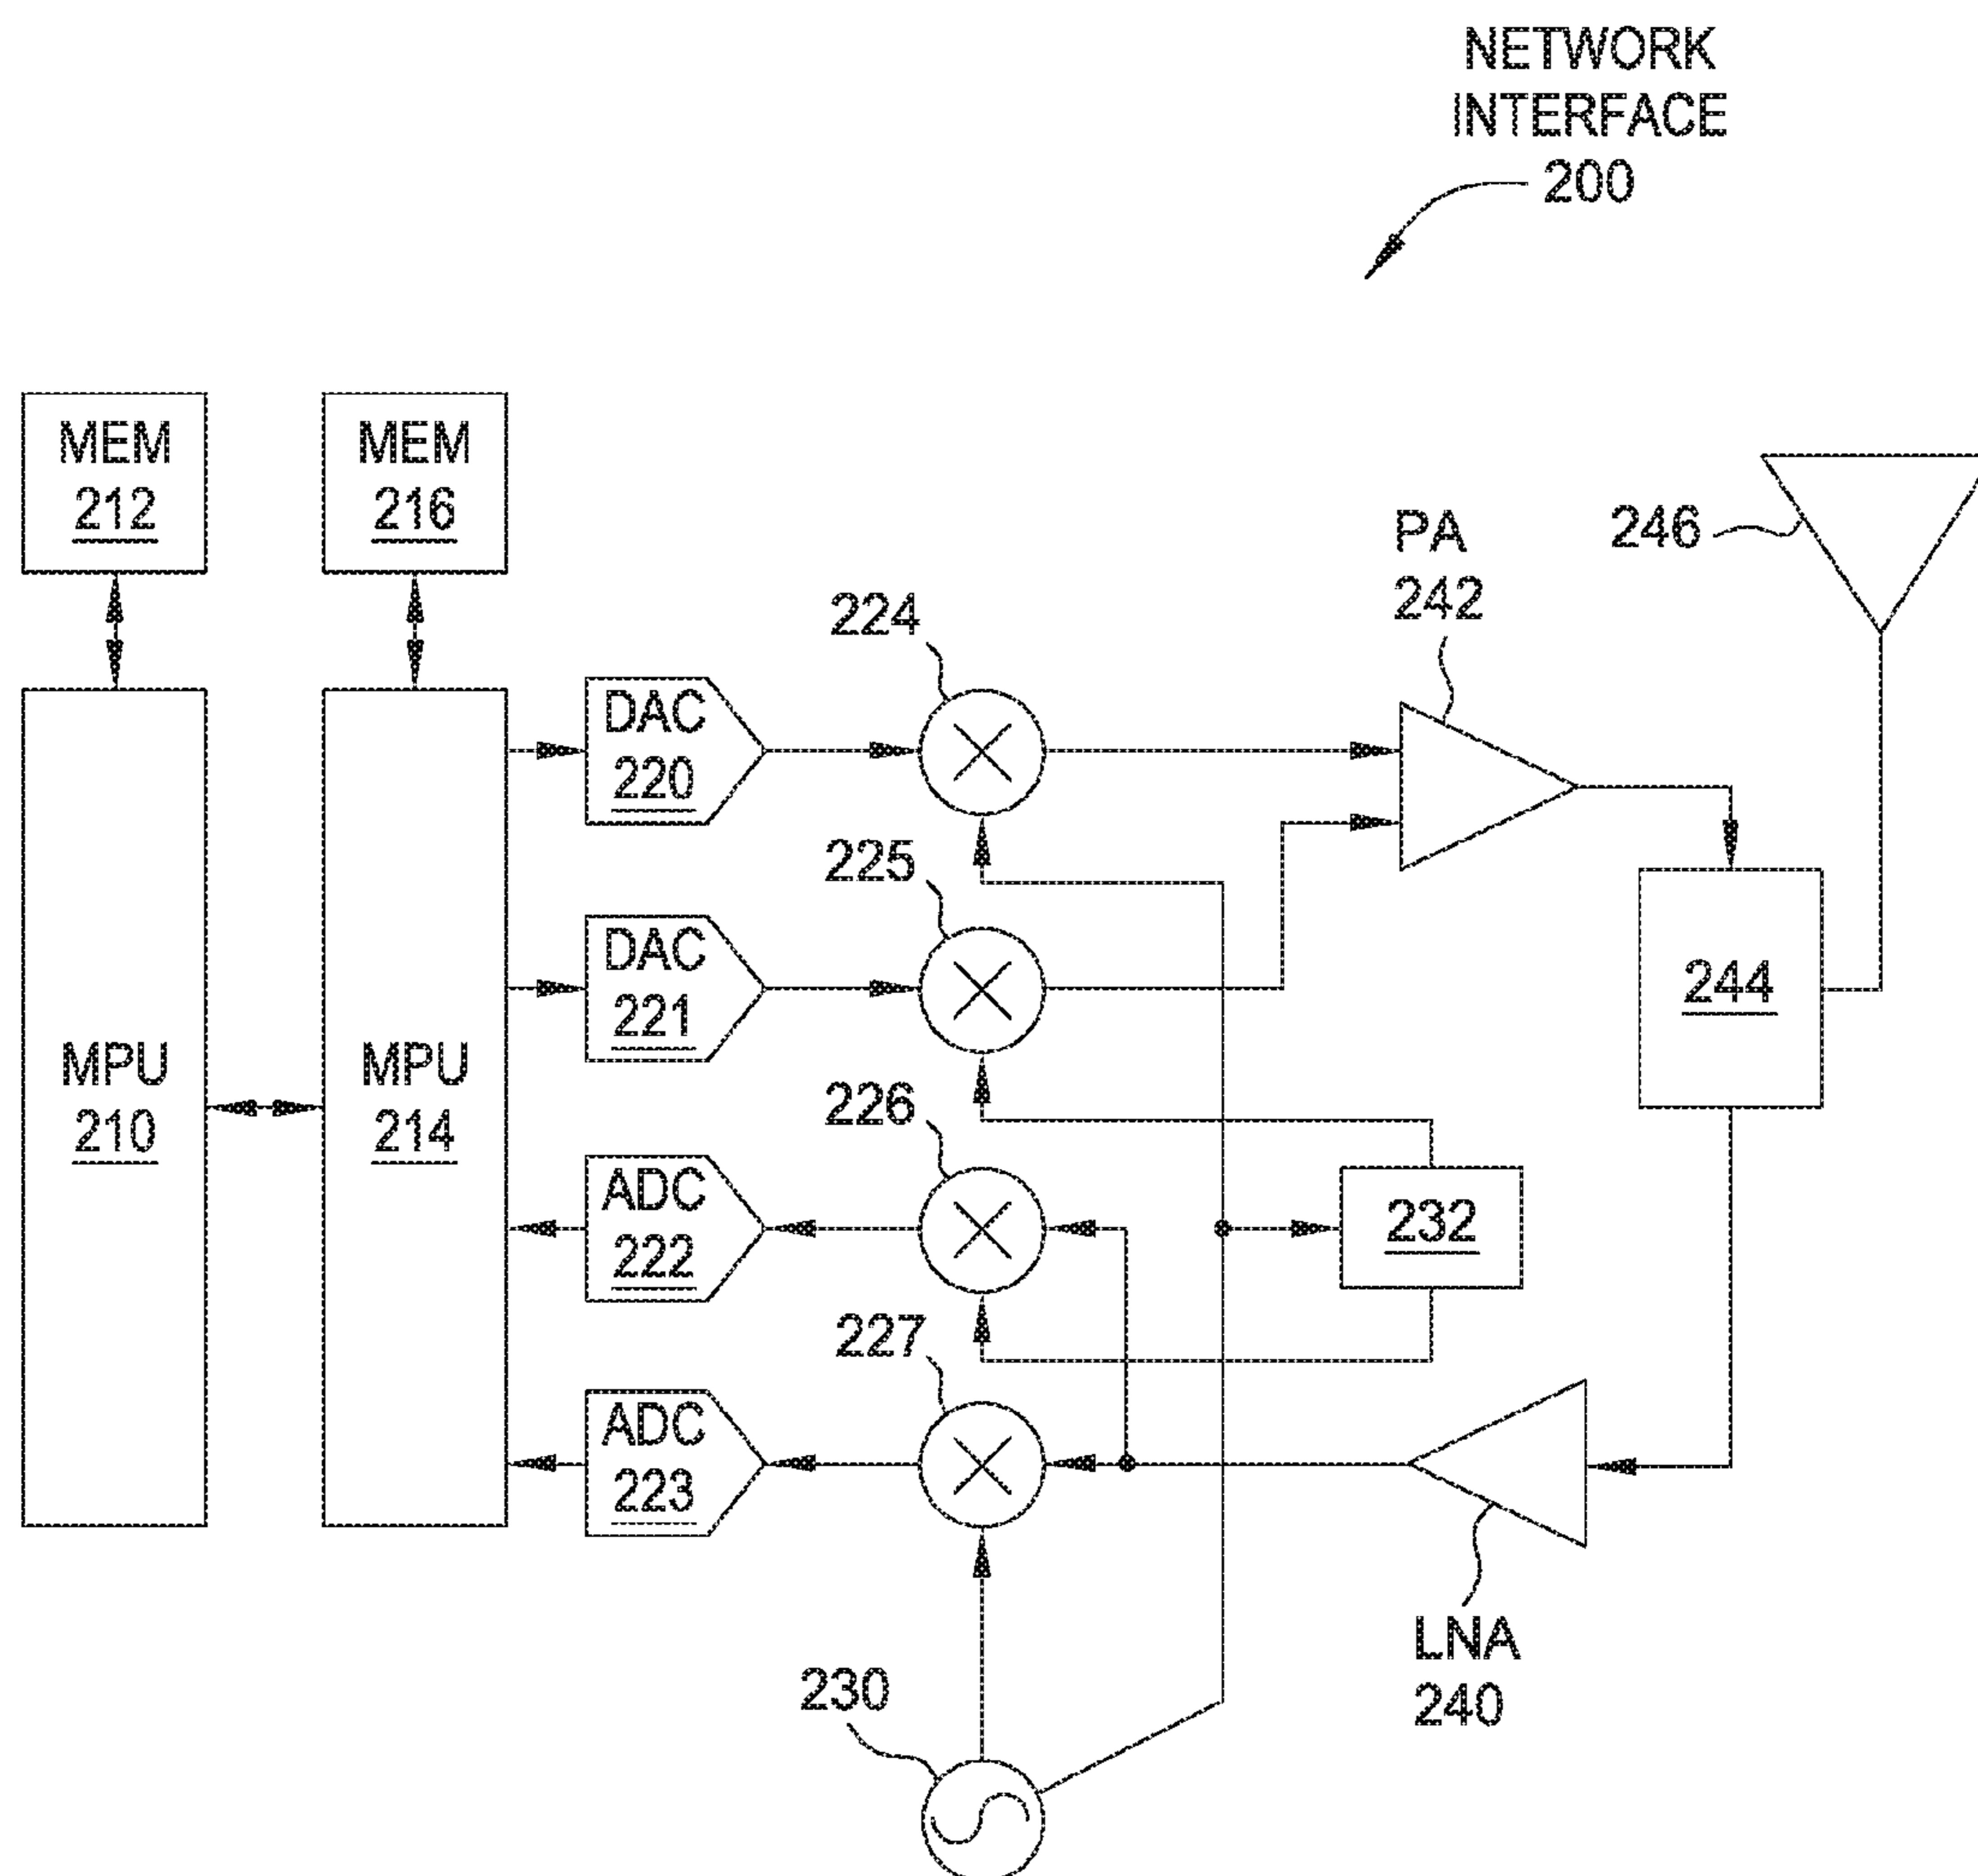 NETWORK
INTERFACE
200
MEM
212
MEM
216
PA
242
246
224
DAC
220
225
DAC
221
244
MPU
210
MPU
214
226
ADC
222
232
227
ADC
223
LNA
240
230